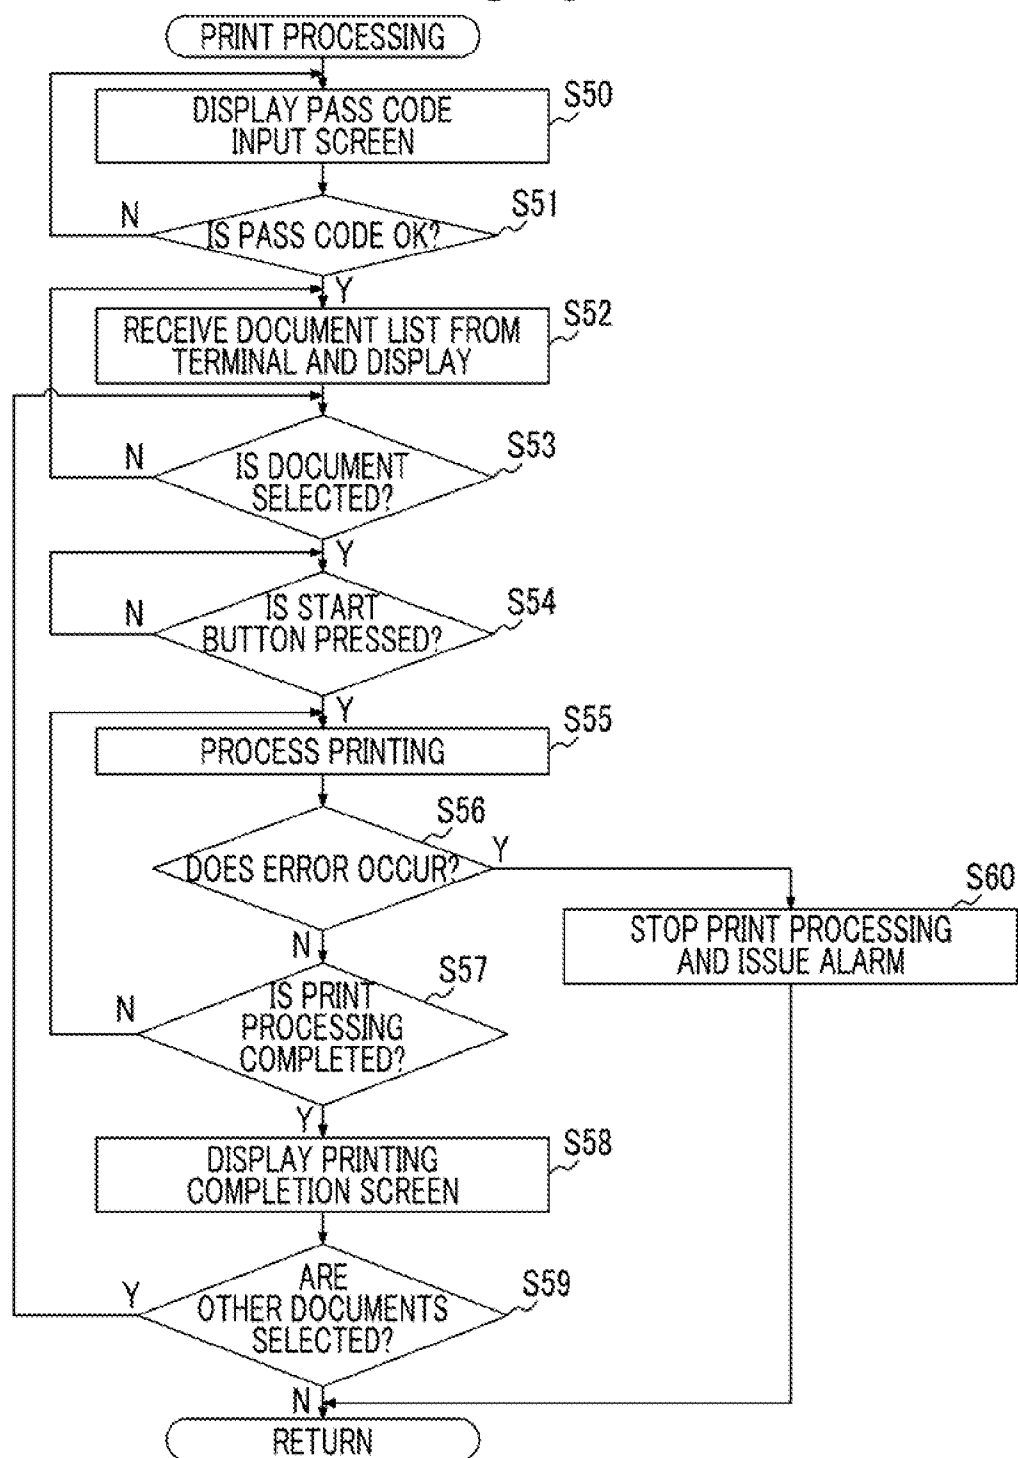 PRINT PROCESSING
S50
DISPLAY PASS CODE
INPUT SCREEN
S51
N
IS PASS CODE OK?
Y
S52
RECEIVE DOCUMENT LIST FROM
TERMINAL AND DISPLAY
S53
N
IS DOCUMENT
SELECTED?
Y
S54
N
IS START
BUTTON PRESSED?
Y
S55
PROCESS PRINTING
S56
Y
DOES ERROR OCCUR?
S60
STOP PRINT PROCESSING
AND ISSUE ALARM
N
S57
N
IS PRINT
PROCESSING
COMPLETED?
Y
S58
DISPLAY PRINTING
COMPLETION SCREEN
S59
Y
ARE
OTHER DOCUMENTS
SELECTED?
N
RETURN